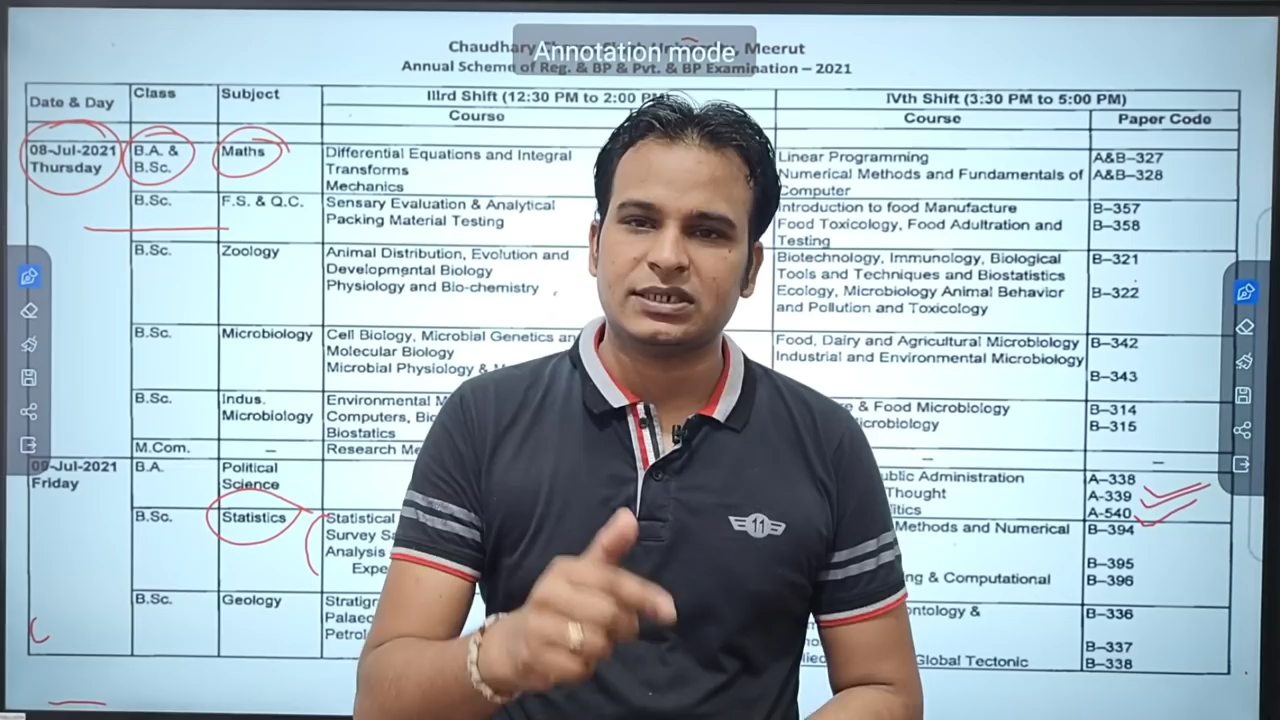 Chaudhary Meerut
Annotation mode
Annual Scheme of Reg. & BP & Pvt. & BP Examination – 2021
Date & Day Class Subject IIIrd Shift (12:30 PM to 2:00 PM) IVth Shift (3:30 PM to 5:00 PM)
Course Course Paper Code
08-Jul-2021 B.A. & Maths Differential Equations and Integral Linear Programming A&B–327
Thursday B.Sc. Transforms Numerical Methods and Fundamentals of A&B–328
Mechanics Computer
B.Sc. F.S. & Q.C. Sensary Evaluation & Analytical Introduction to food Manufacture B–357
Packing Material Testing Food Toxicology, Food Adultration and B–358
Testing
B.Sc. Zoology Animal Distribution, Evolution and Biotechnology, Immunology, Biological B–321
Developmental Biology Tools and Techniques and Biostatistics
Physiology and Bio-chemistry Ecology, Microbiology Animal Behavior B–322
and Pollution and Toxicology
B.Sc. Microbiology Cell Biology, Microbial Genetics Food, Dairy and Agricultural Microbiology B–342
Molecular Biology Industrial and Environmental Microbiology
Microbial Physiology & B–343
B.Sc. Indus. Environmental & Food Microbiology B–314
Microbiology Computers, B–315
Biostatics
M.Com. – Research – –
09-Jul-2021 B.A. Political Administration A–338
Friday Science Thought A-339
A-540
B.Sc. Statistics Statistical Methods and Numerical B–394
Survey
Analysis B–395
& Computational B–396
B.Sc. Geology & B–336
B–337
Global Tectonic B–338
11